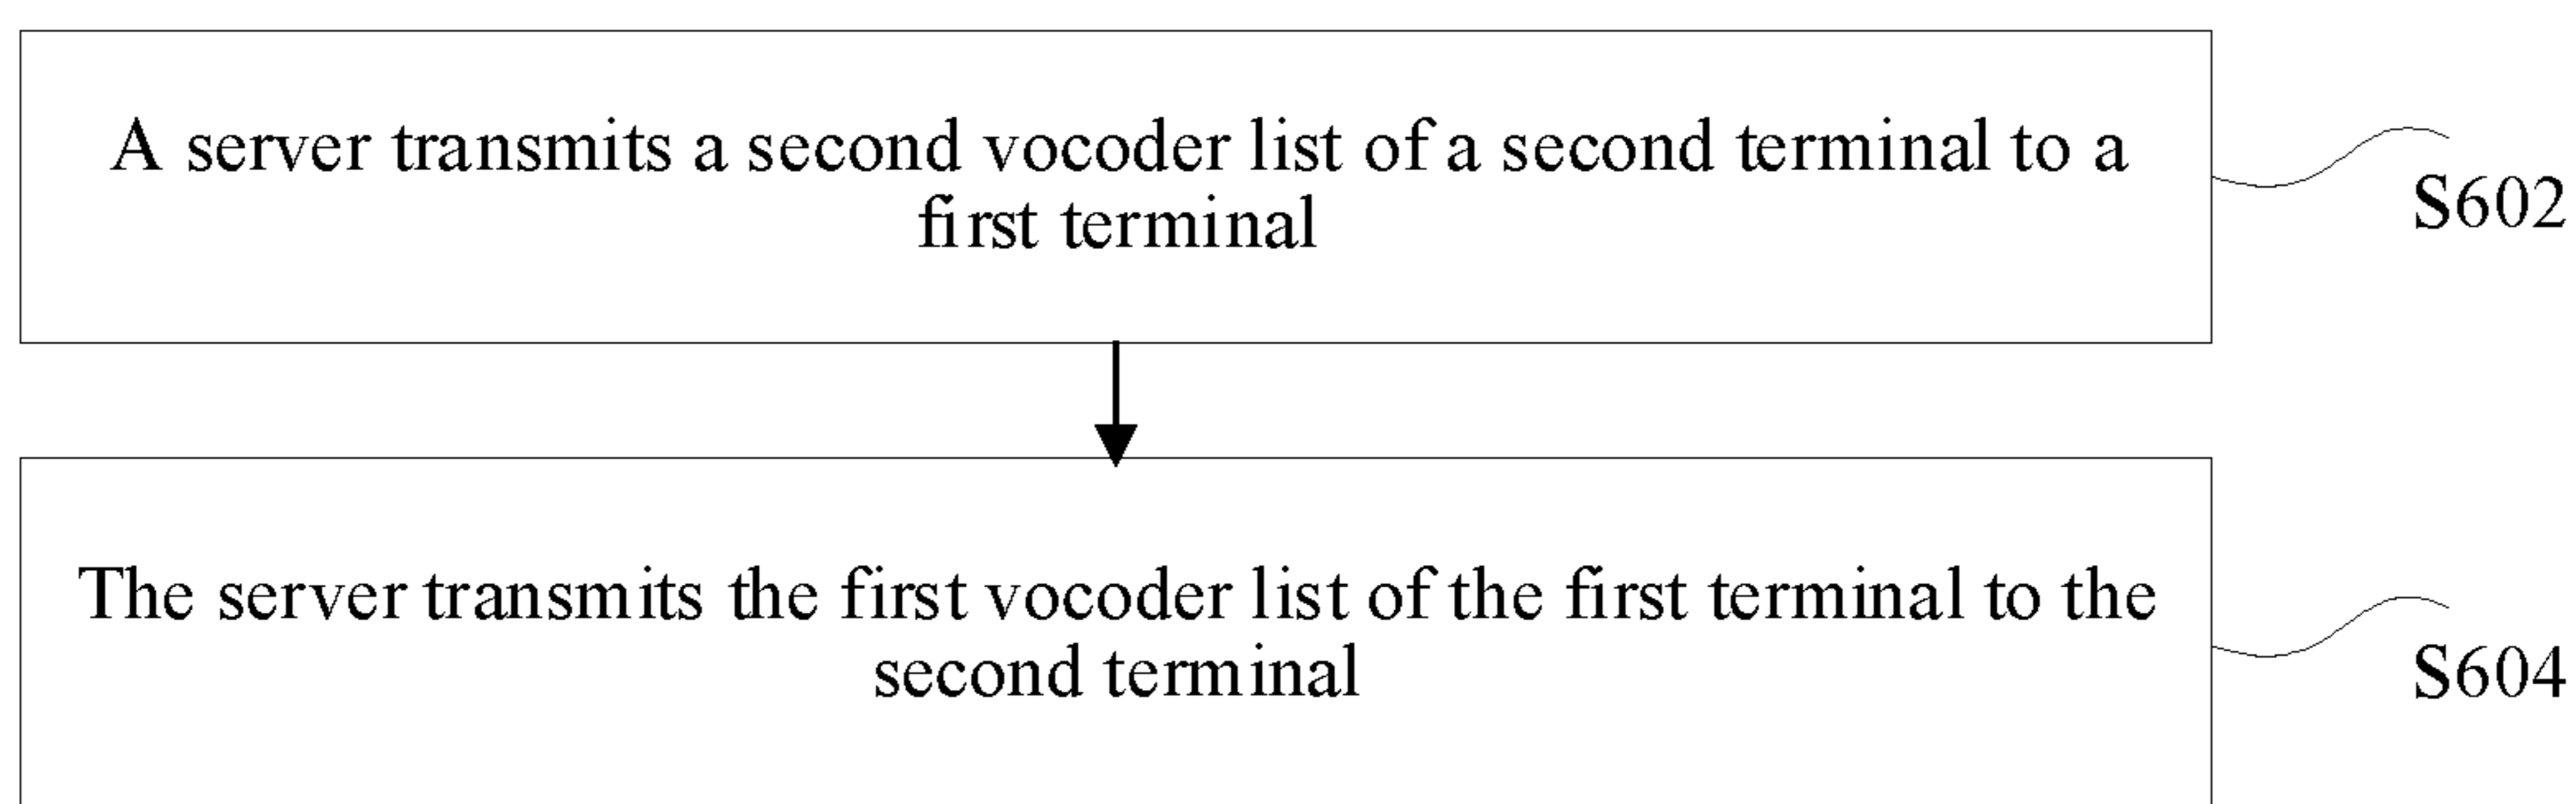 A server transmits a second vocoder list of a second terminal to a
first terminal
S602
The server transmits the first vocoder list of the first terminal to the
second terminal
S604